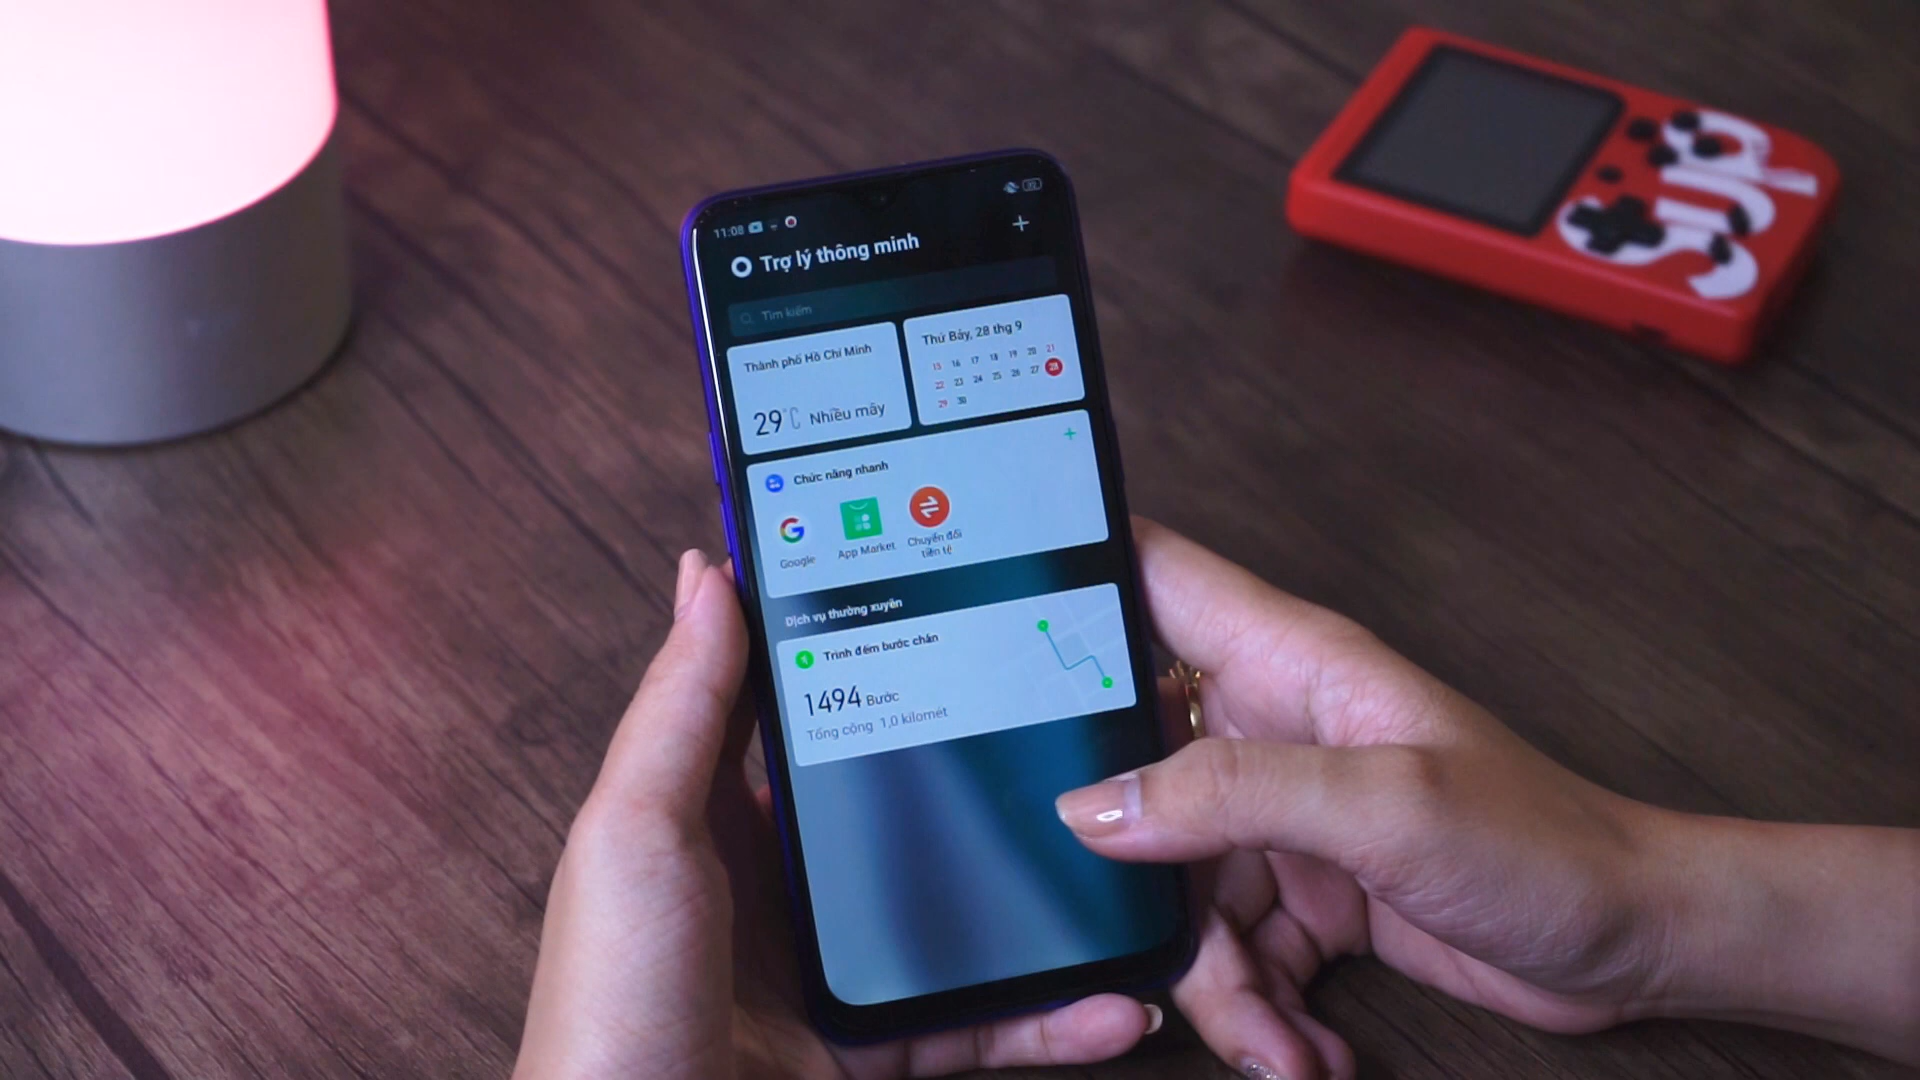 11:08
Trợ lý thông minh
Tìm kiếm
Thành phố Hồ Chí Minh
29°C Nhiều mây
Thứ Bảy, 28 thg 9
15 16 17 18 19 20 21
22 23 24 25 26 27 28
29 30
Chức năng nhanh
Google
App Market
Chuyển đổi
tiền tệ
Dịch vụ thường xuyên
Trình đếm bước chân
1494 Bước
Tổng cộng 1,0 kilomét
Sup